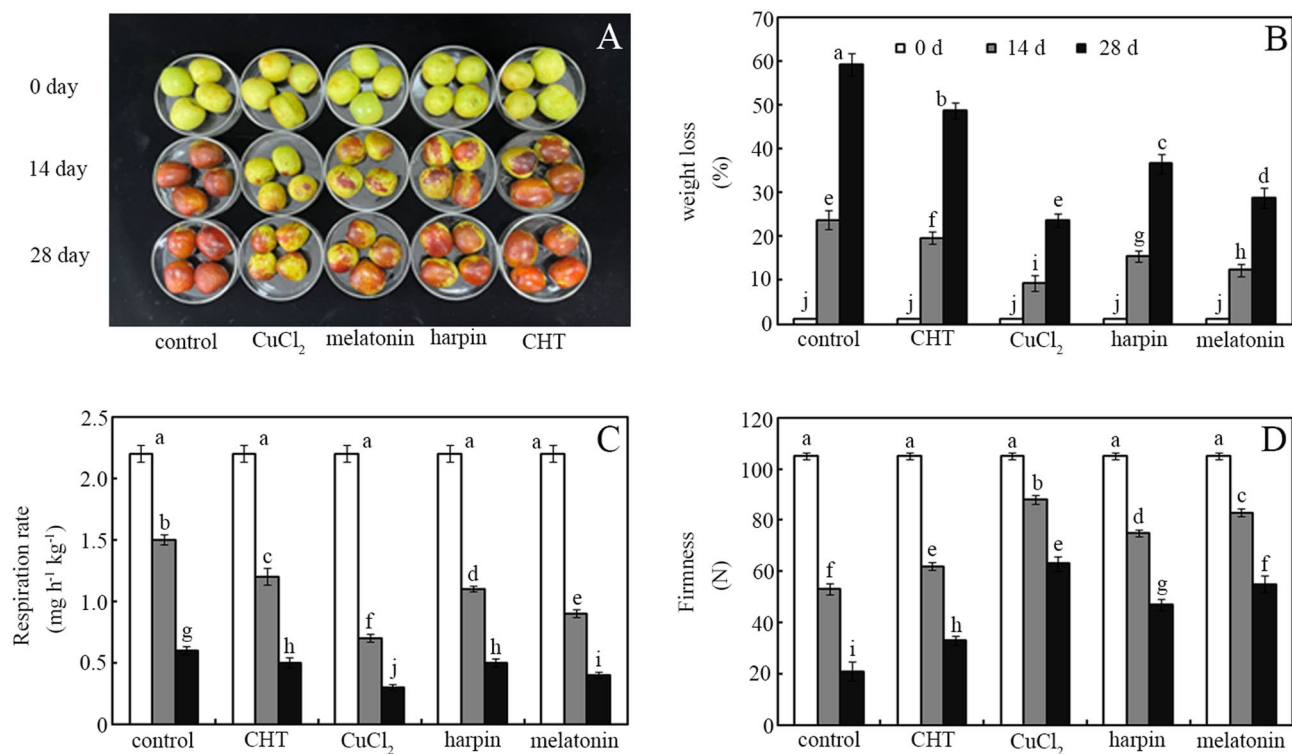 A
0 day
14 day
28 day
control CuCl₂ melatonin harpin CHT
B
70
60
50
40
30
20
10
0
weight loss
(%)
0 d 14 d 28 d
j e a
j f b
j i e
j g c
j h d
control CHT CuCl₂ harpin melatonin
C
2.5
2.0
1.5
1.0
0.5
0
Respiration rate
(mg h⁻¹ kg⁻¹)
a b g
a c h
a f j
a d h
a e i
control CHT CuCl₂ harpin melatonin
D
120
100
80
60
40
20
0
Firmness
(N)
a f i
a e h
a b e
a d g
a c f
control CHT CuCl₂ harpin melatonin